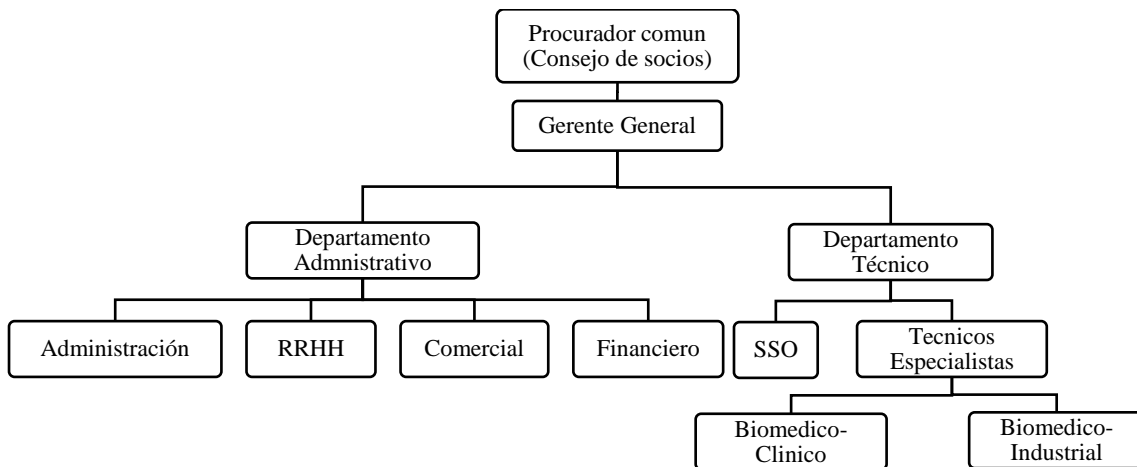 Procurador comun
(Consejo de socios)
Gerente General
Departamento
Admnistrativo
Departamento
Técnico
Administración
RRHH
Comercial
Financiero
SSO
Tecnicos
Especialistas
Biomedico-
Clinico
Biomedico-
Industrial